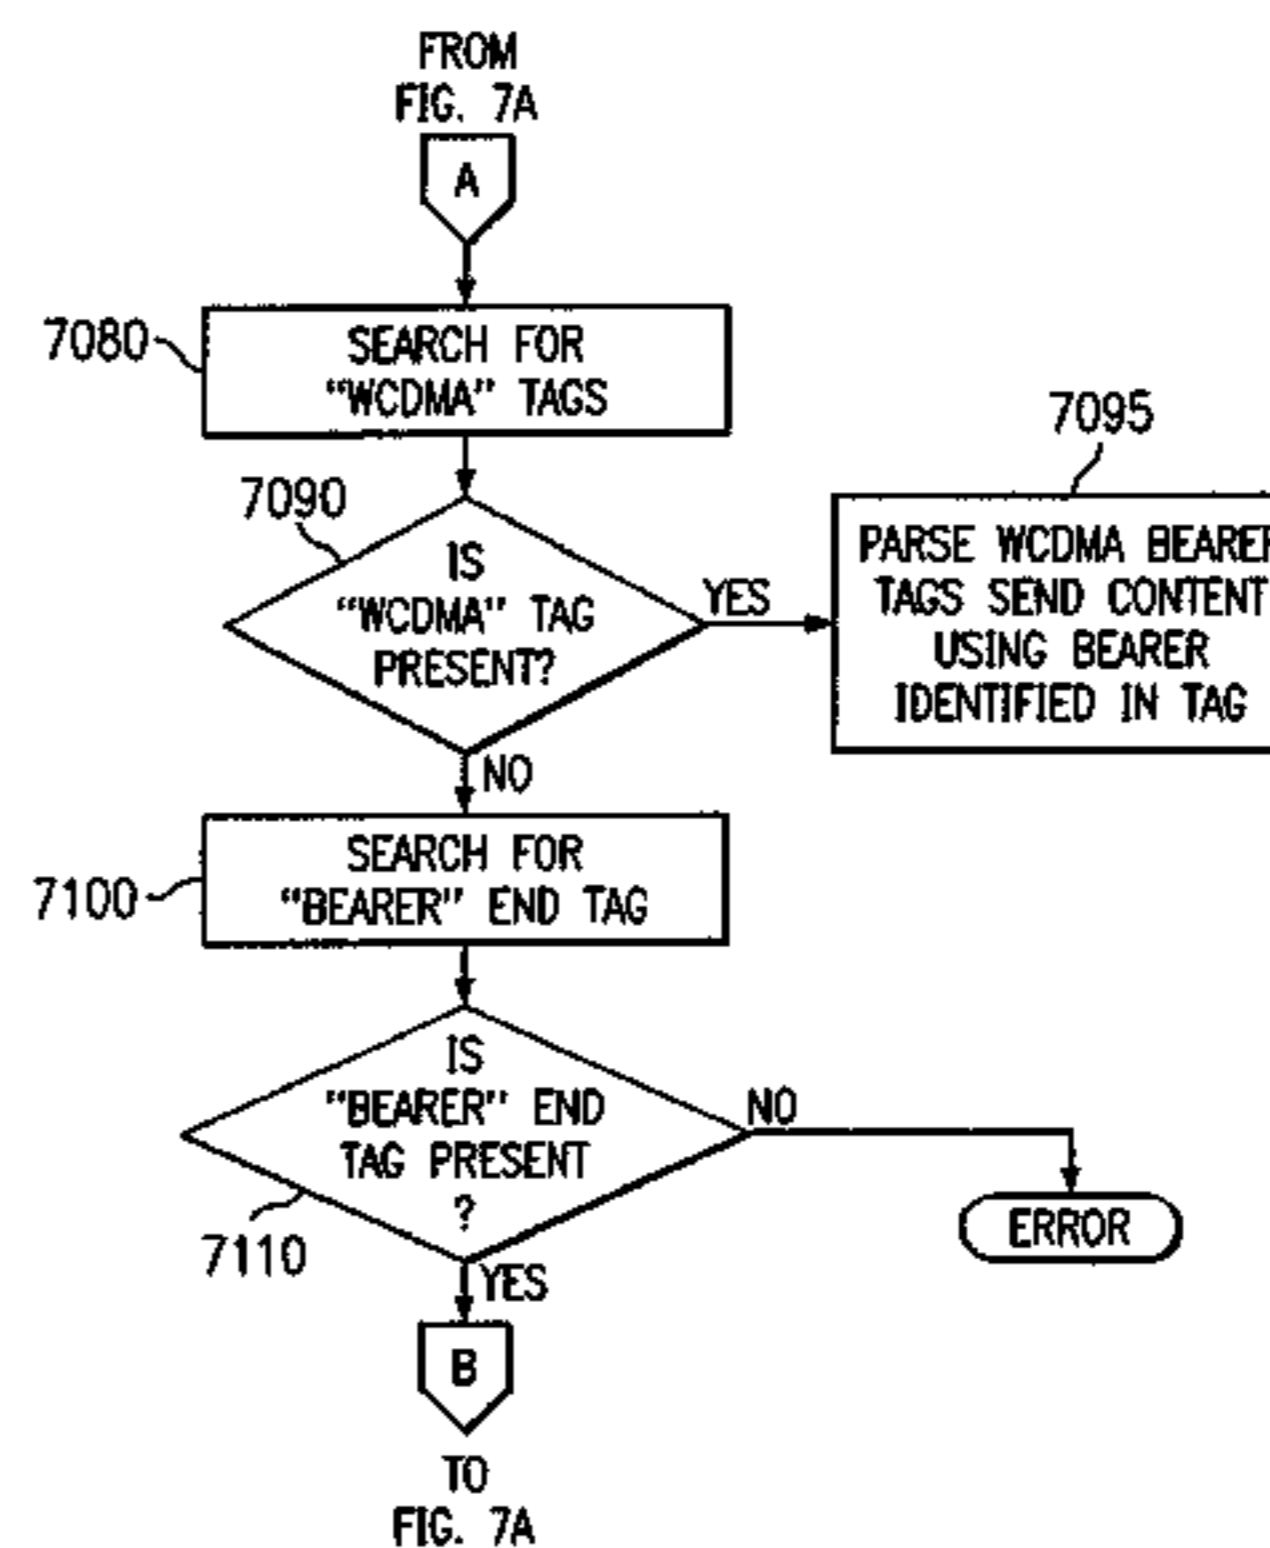 FROM
FIG. 7A
A
7080
SEARCH FOR
"WCDMA" TAGS
7090
IS
"WCDMA" TAG
PRESENT?
YES
7095
PARSE WCDMA BEARER
TAGS SEND CONTENT
USING BEARER
IDENTIFIED IN TAG
NO
7100
SEARCH FOR
"BEARER" END TAG
IS
"BEARER" END
TAG PRESENT
?
7110
NO
ERROR
YES
B
TO
FIG. 7A